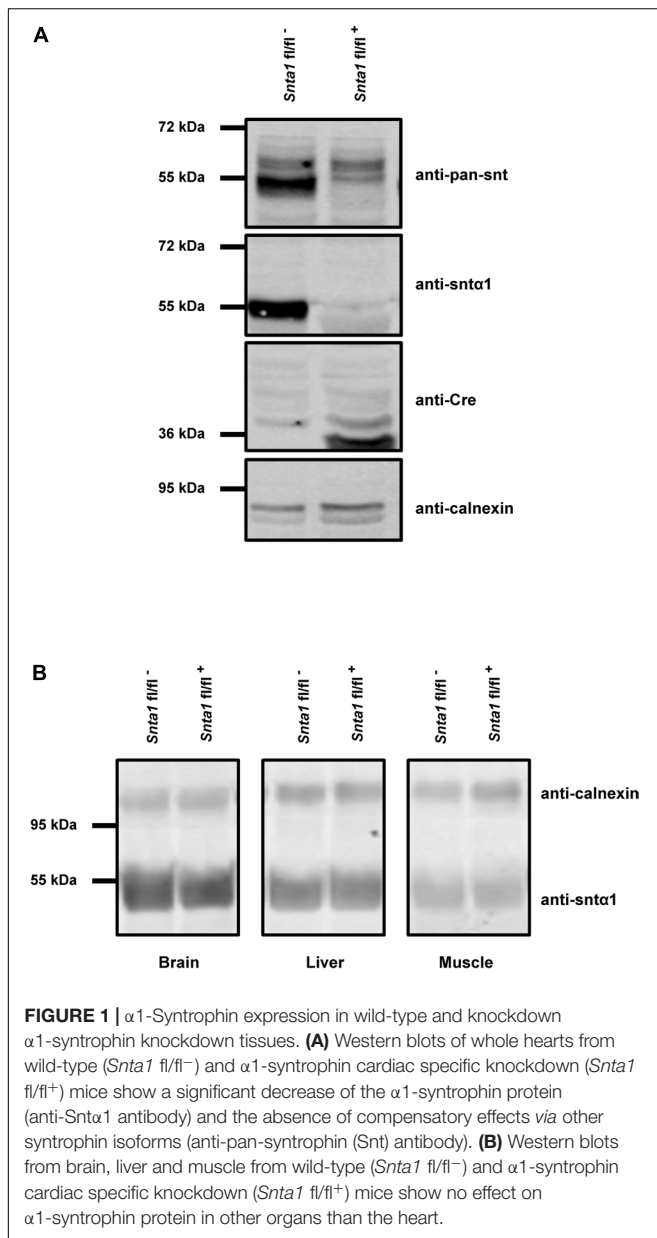 A
Snta1 fl/fl -
Snta1 fl/fl +
72 kDa
55 kDa
anti-pan-snt
72 kDa
55 kDa
anti-sntα1
36 kDa
anti-Cre
95 kDa
anti-calnexin
B
Snta1 fl/fl -
Snta1 fl/fl +
Snta1 fl/fl -
Snta1 fl/fl +
Snta1 fl/fl -
Snta1 fl/fl +
95 kDa
55 kDa
anti-calnexin
anti-sntα1
Brain
Liver
Muscle
FIGURE 1 | α1-Syntrophin expression in wild-type and knockdown
α1-syntrophin knockdown tissues. (A) Western blots of whole hearts from
wild-type (Snta1 fl/fl−) and α1-syntrophin cardiac specific knockdown (Snta1
fl/fl+) mice show a significant decrease of the α1-syntrophin protein
(anti-Sntα1 antibody) and the absence of compensatory effects via other
syntrophin isoforms (anti-pan-syntrophin (Snt) antibody). (B) Western blots
from brain, liver and muscle from wild-type (Snta1 fl/fl−) and α1-syntrophin
cardiac specific knockdown (Snta1 fl/fl+) mice show no effect on
α1-syntrophin protein in other organs than the heart.